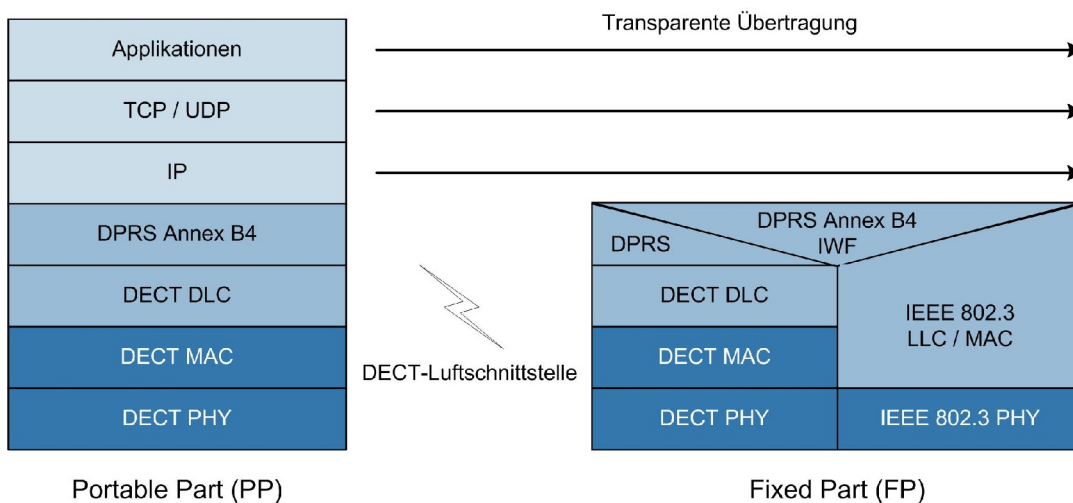 Transparente Übertragung
Applikationen
TCP / UDP
IP
DPRS Annex B4
DECT DLC
DECT MAC
DECT PHY
Portable Part (PP)
DECT-Luftschnittstelle
DPRS Annex B4
IWF
DPRS
DECT DLC
DECT MAC
DECT PHY
IEEE 802.3
LLC / MAC
IEEE 802.3 PHY
Fixed Part (FP)